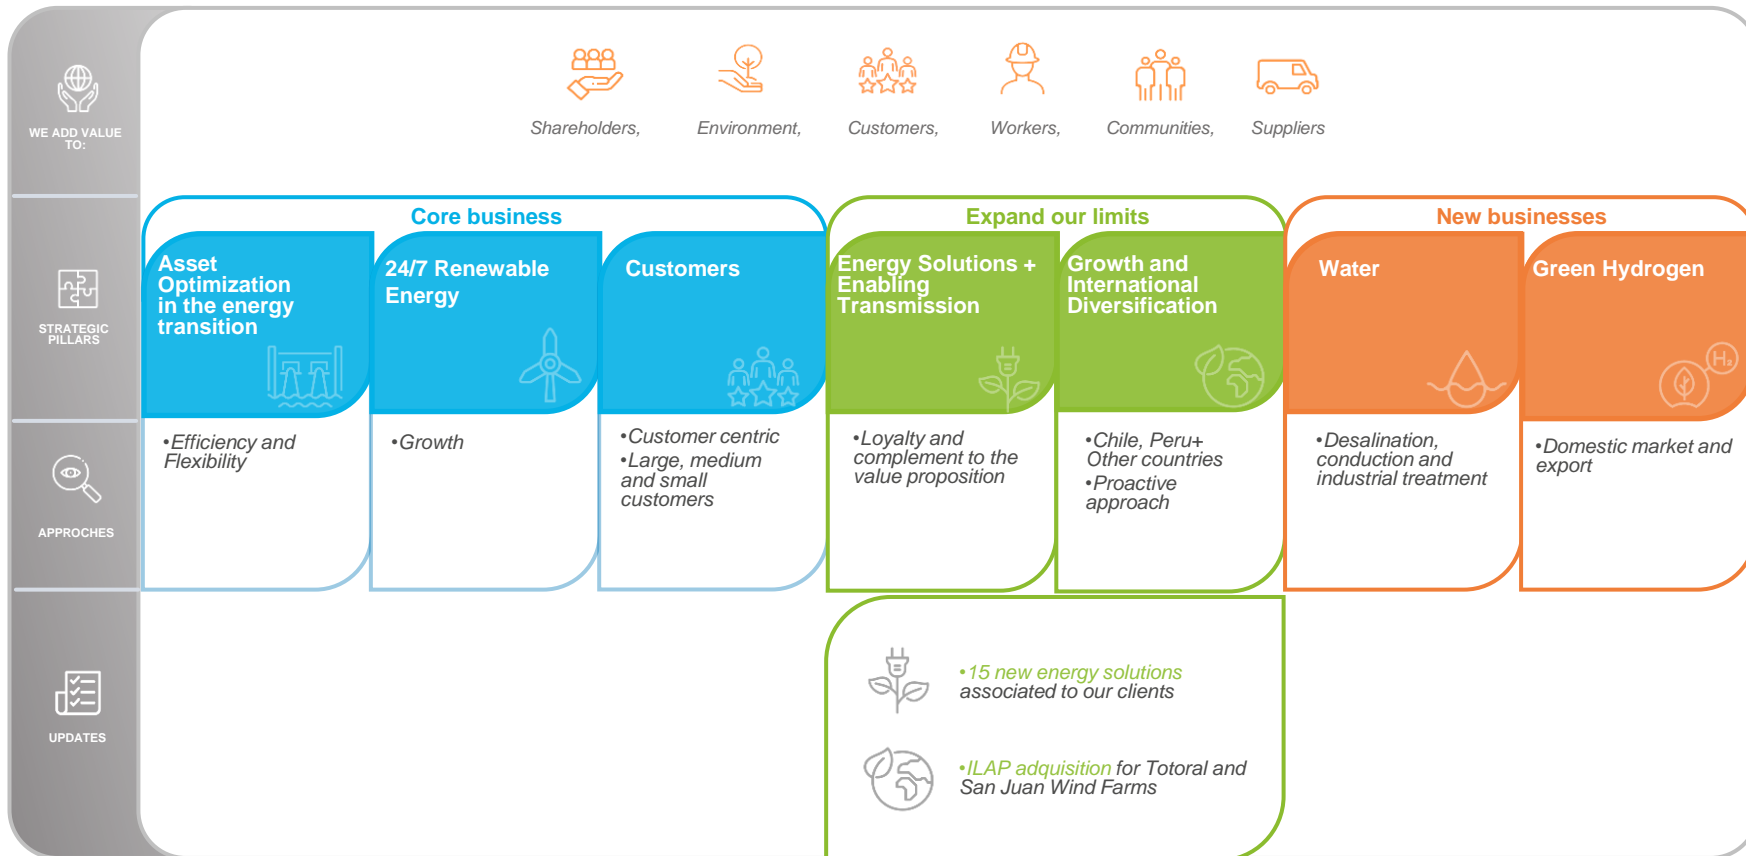 WE ADD VALUE
TO:
Shareholders,
Environment,
Customers,
Workers,
Communities,
Suppliers
STRATEGIC
PILLARS
Core business
Asset
Optimization
in the energy
transition
24/7 Renewable
Energy
Customers
Expand our limits
Energy Solutions +
Enabling
Transmission
Growth and
International
Diversification
New businesses
Water
Green Hydrogen
H₂
APPROCHES
•Efficiency and
Flexibility
•Growth
•Customer centric
•Large, medium
and small
customers
•Loyalty and
complement to the
value proposition
•Chile, Peru+
Other countries
•Proactive
approach
•Desalination,
conduction and
industrial treatment
•Domestic market and
export
UPDATES
•15 new energy solutions
associated to our clients
•ILAP adquisition for Totoral and
San Juan Wind Farms